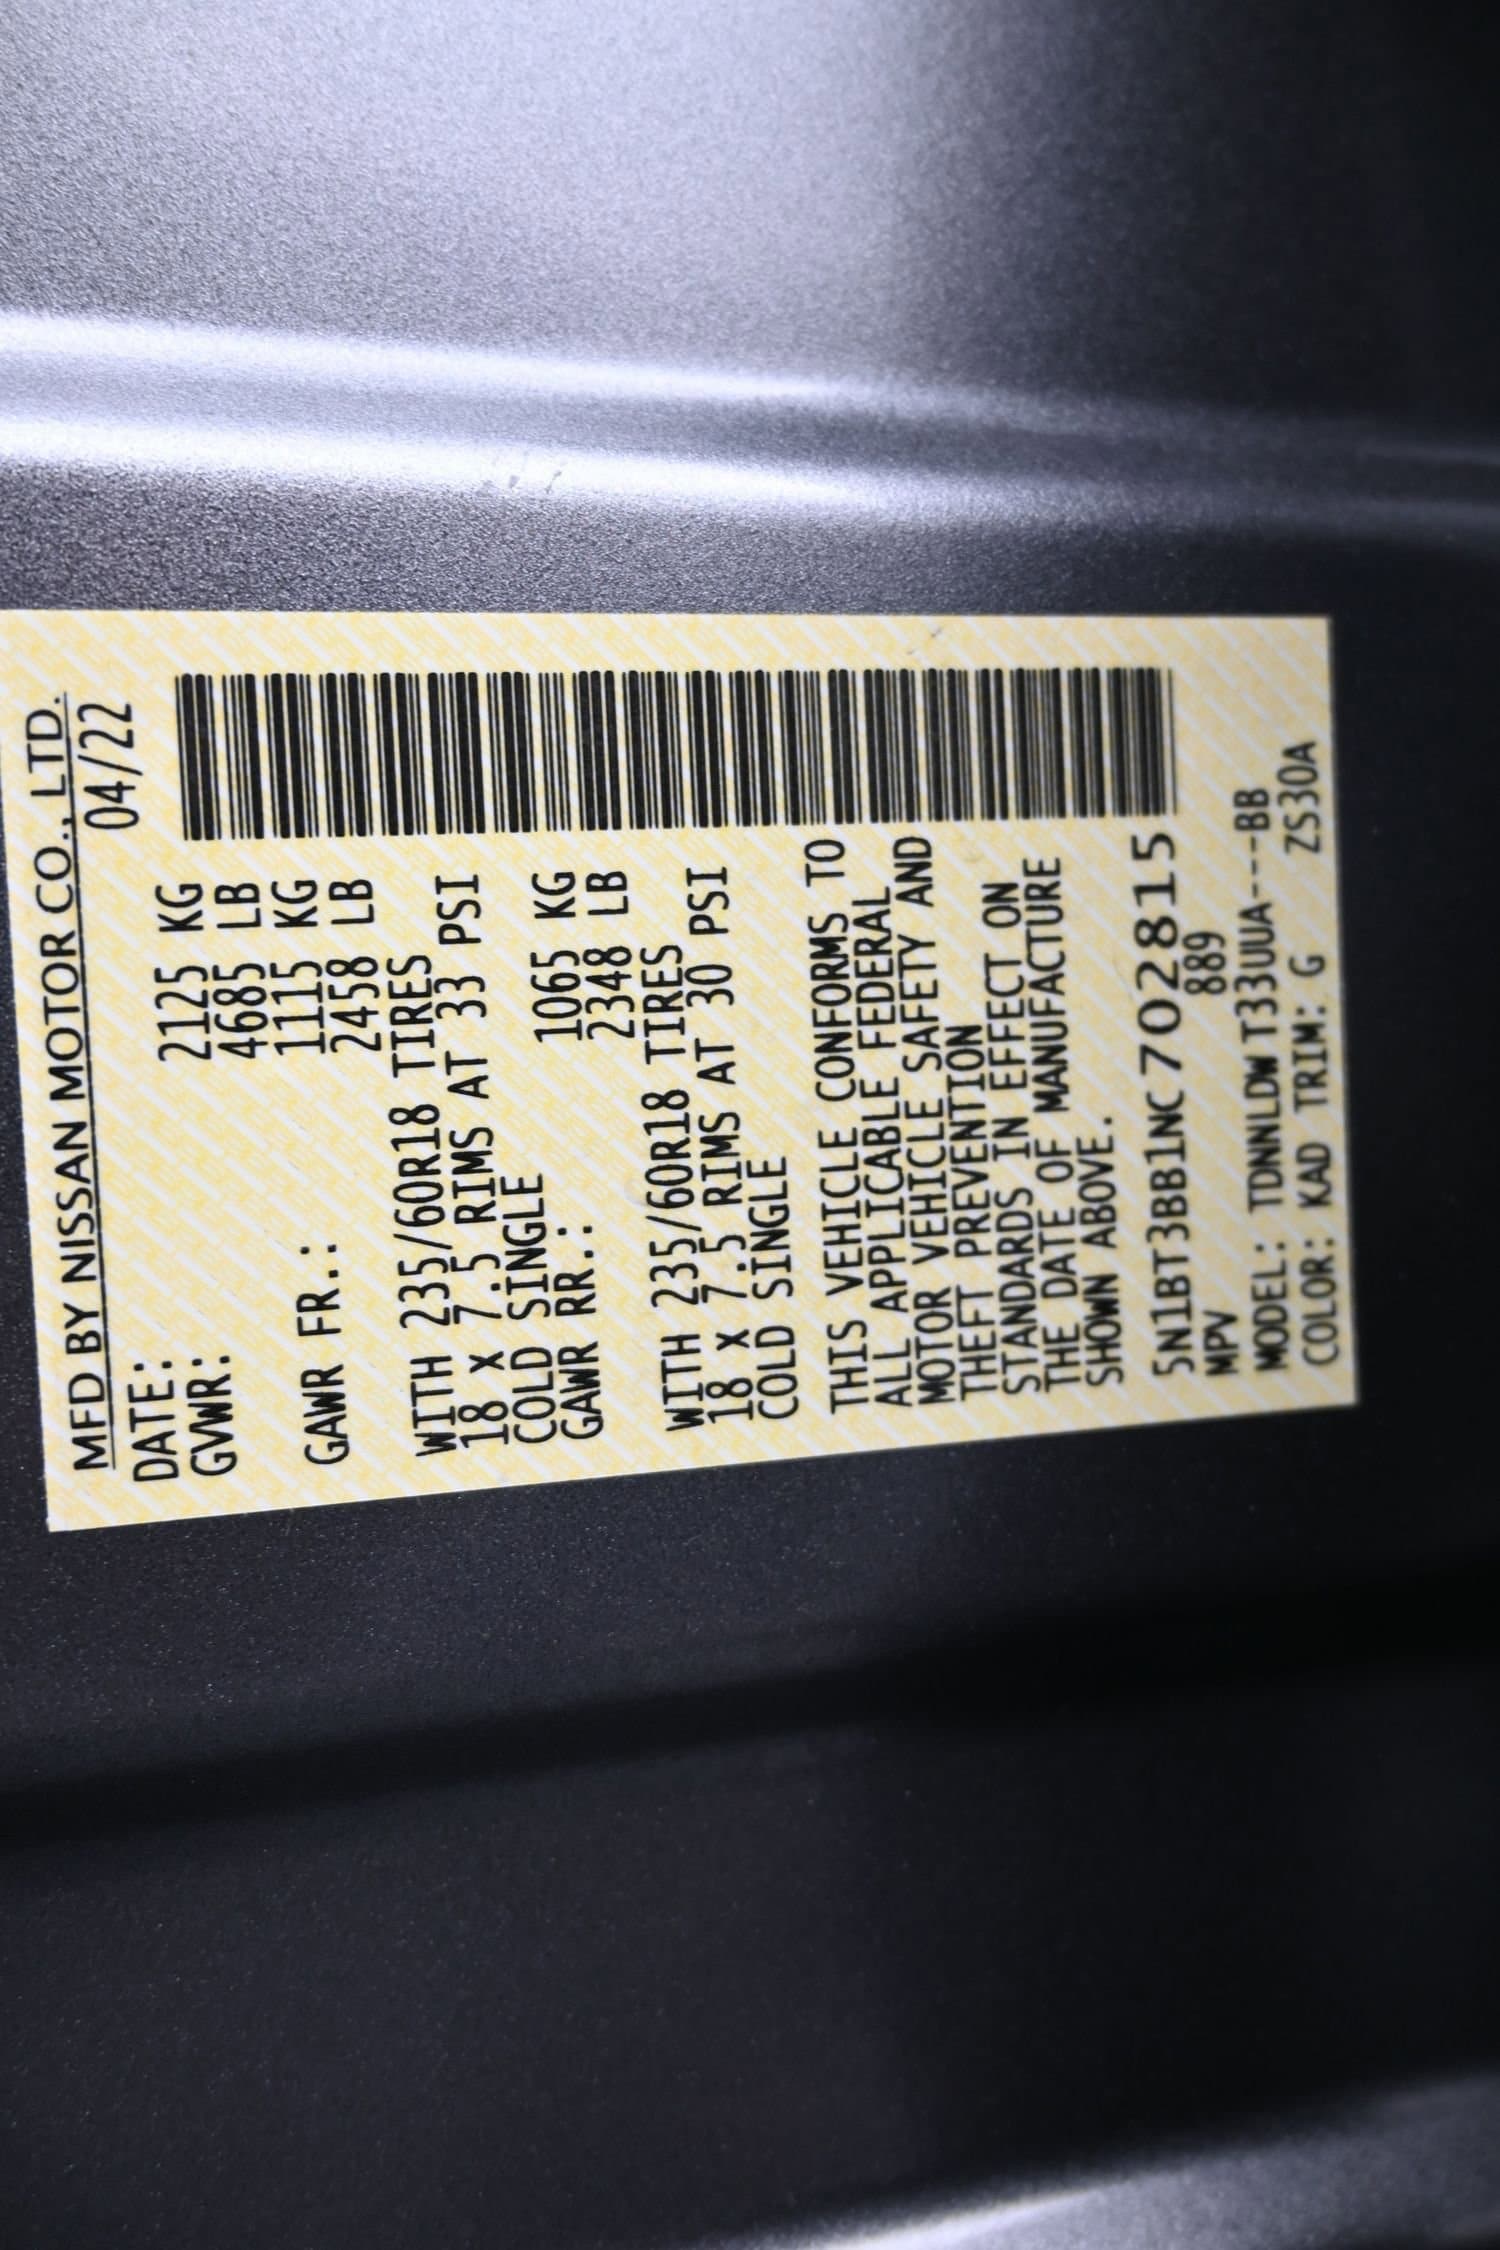 MFD BY NISSAN MOTOR CO., LTD.
DATE: 04/22
GVWR: 2125 KG
4685 LB
GAWR FR.: 1115 KG
2458 LB
WITH 235/60R18 TIRES
18 X 7.5 RIMS AT 33 PSI
COLD SINGLE
GAWR RR.: 1065 KG
2348 LB
WITH 235/60R18 TIRES
18 X 7.5 RIMS AT 30 PSI
COLD SINGLE
THIS VEHICLE CONFORMS TO
ALL APPLICABLE FEDERAL
MOTOR VEHICLE SAFETY AND
THEFT PREVENTION
STANDARDS IN EFFECT ON
THE DATE OF MANUFACTURE
SHOWN ABOVE.
5N1BT3BB1NC702815
MPV 889
MODEL: TDNNLDW T33UUA---BB
COLOR: KAD TRIM: G ZS30A